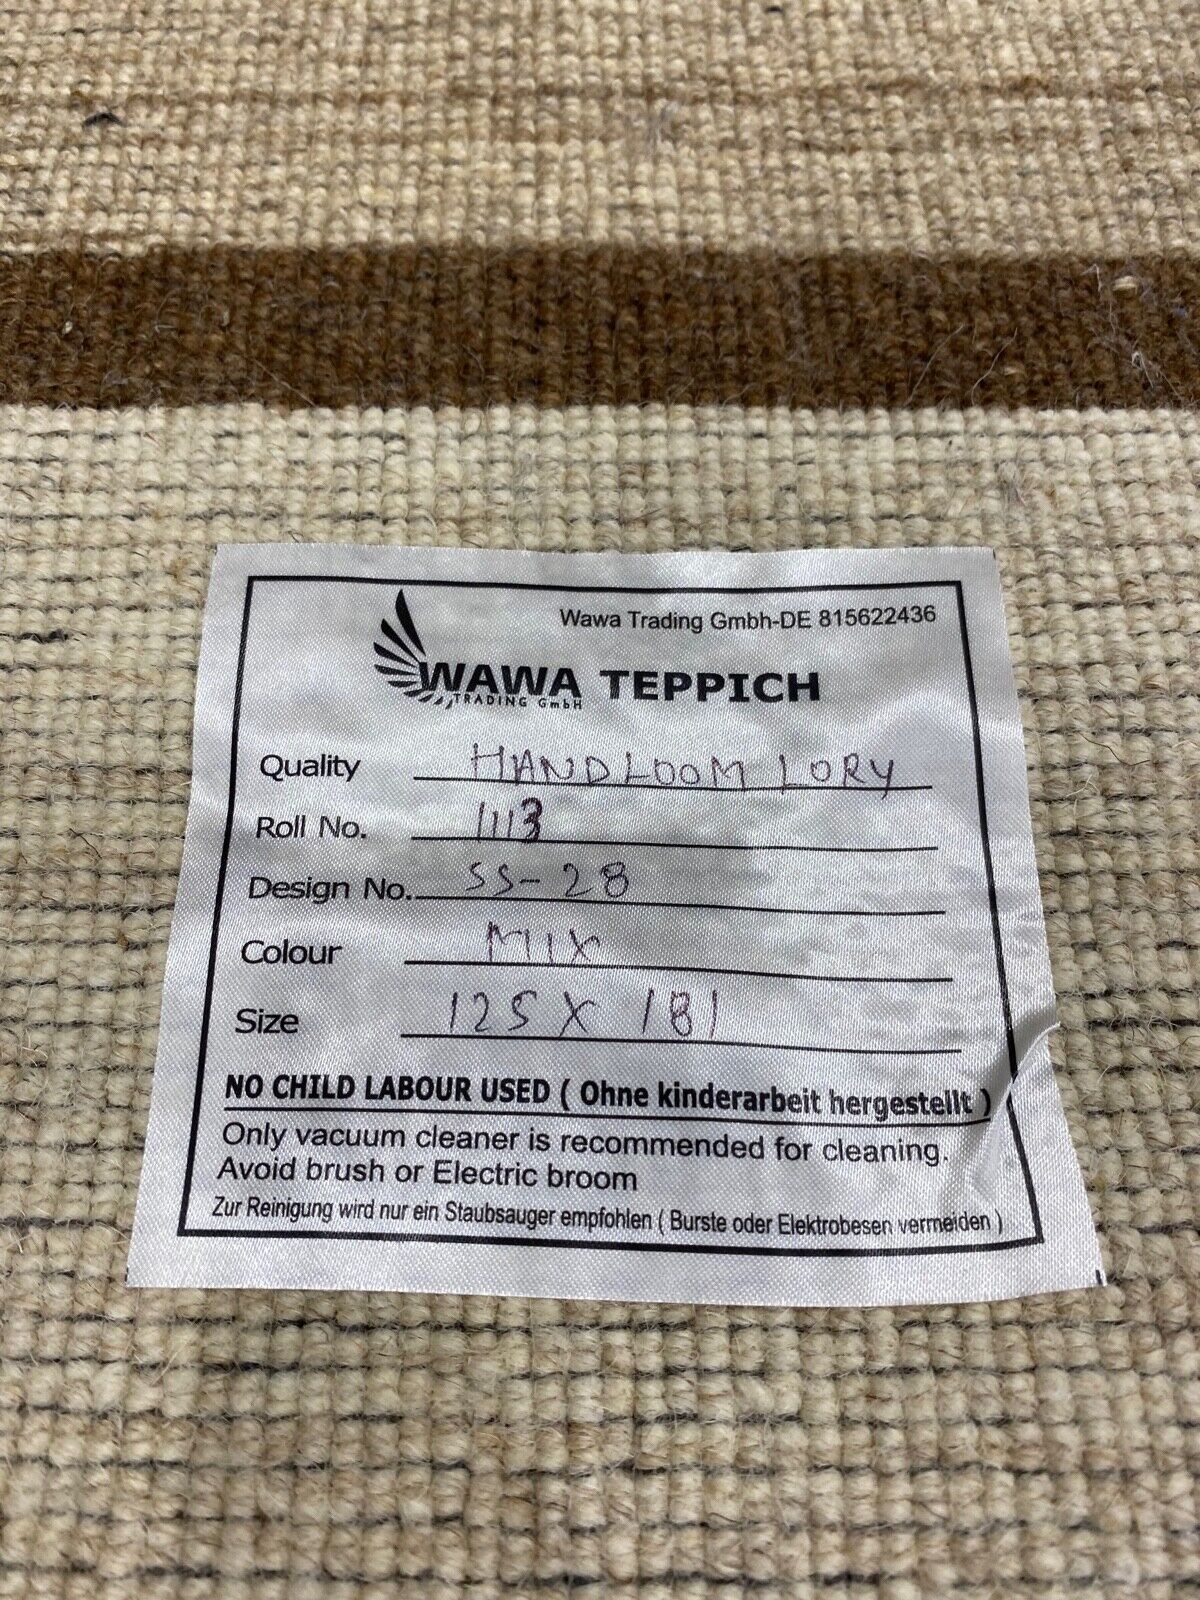 Wawa Trading Gmbh-DE 815622436
WAWA TEPPICH
TRADING GmbH
Quality HANDLOOM LORY
Roll No. 1113
Design No. SS-28
Colour MIX
Size 125 X 181
NO CHILD LABOUR USED ( Ohne kinderarbeit hergestellt )
Only vacuum cleaner is recommended for cleaning.
Avoid brush or Electric broom
Zur Reinigung wird nur ein Staubsauger empfohlen ( Burste oder Elektrobesen vermeiden )